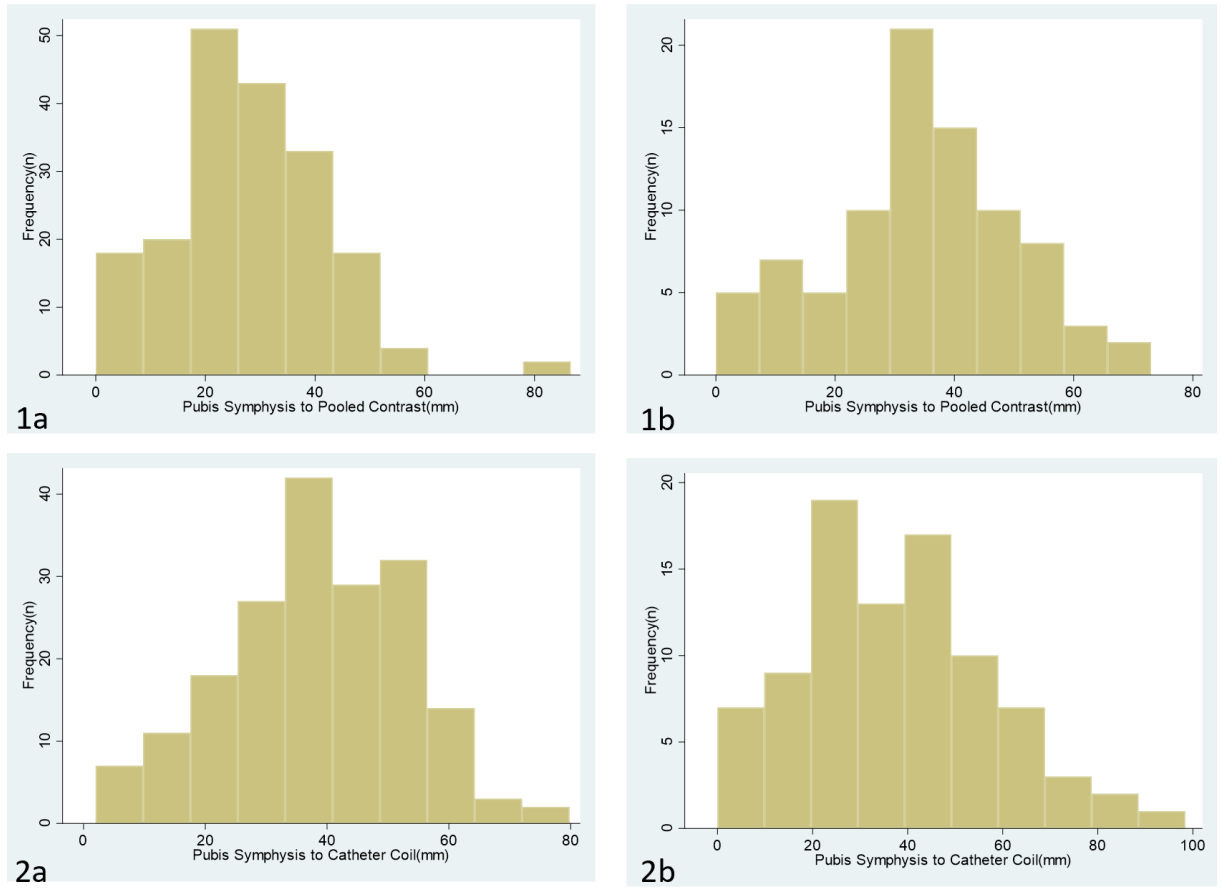 50
40
30
20
10
0
Frequency(n)
0 20 40 60 80
Pubis Symphysis to Pooled Contrast(mm)
1a
20
15
10
5
0
Frequency(n)
0 20 40 60 80
Pubis Symphysis to Pooled Contrast(mm)
1b
40
30
20
10
0
Frequency(n)
0 20 40 60 80
Pubis Symphysis to Catheter Coil(mm)
2a
20
15
10
5
0
Frequency(n)
0 20 40 60 80 100
Pubis Symphysis to Catheter Coil(mm)
2b